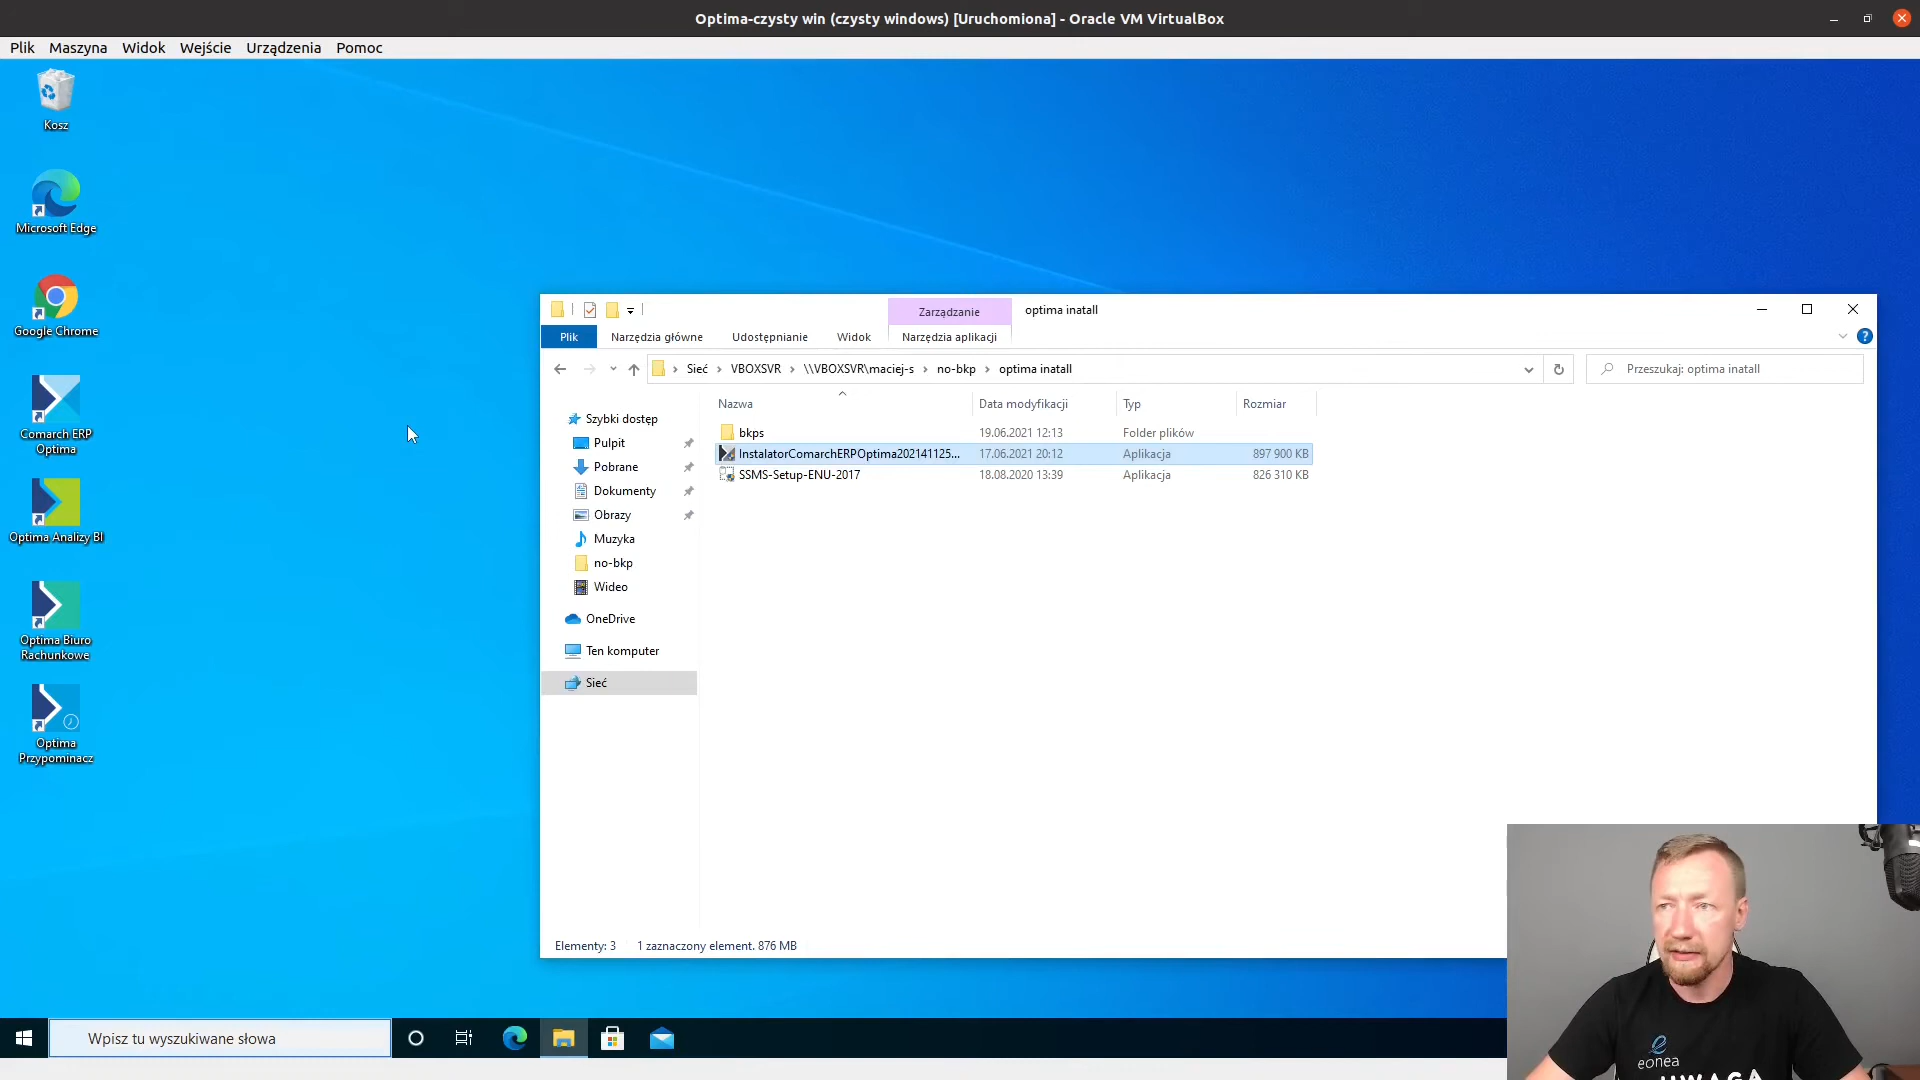 Optima-czysty win (czysty windows) [Uruchomiona] - Oracle VM VirtualBox
Plik Maszyna Widok Wejście Urządzenia Pomoc
Kosz
Microsoft Edge
Google Chrome
Comarch ERP
Optima
Optima Analizy BI
Optima Biuro
Rachunkowe
Optima
Przypominacz
Zarządzanie optima inatall
Plik Narzędzia główne Udostępnianie Widok Narzędzia aplikacji
Sieć VBOXSVR \\VBOXSVR\maciej-s no-bkp optima inatall Przeszukaj: optima inatall
Nazwa Data modyfikacji Typ Rozmiar
bkps 19.06.2021 12:13 Folder plików
InstalatorComarchERPOptima202141125... 17.06.2021 20:12 Aplikacja 897 900 KB
SSMS-Setup-ENU-2017 18.08.2020 13:39 Aplikacja 826 310 KB
Szybki dostęp
Pulpit
Pobrane
Dokumenty
Obrazy
Muzyka
no-bkp
Wideo
OneDrive
Ten komputer
Sieć
Elementy: 3 1 zaznaczony element. 876 MB
Wpisz tu wyszukiwane słowa
eonea
UWAGA